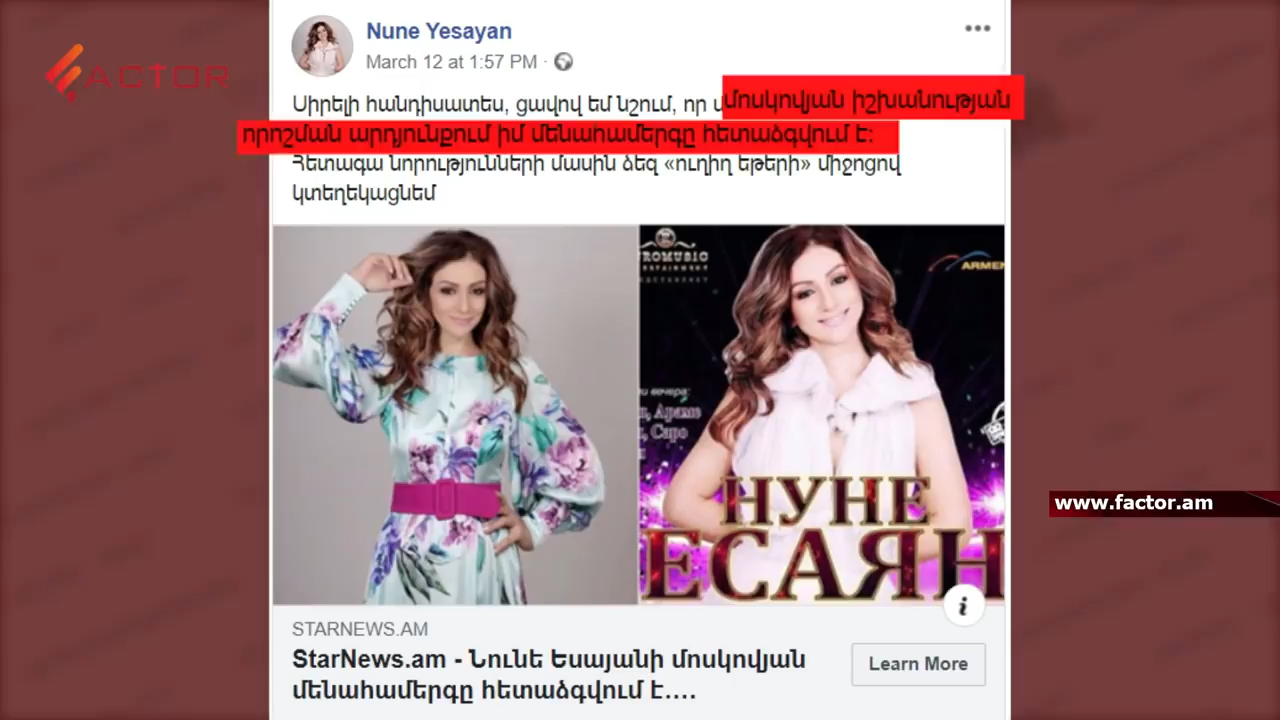 FACTOR
Nune Yesayan
March 12 at 1:57 PM
Սիրելի հանդիսատես, ցավով եմ նշում, որ մոսկովյան իշխանության
որոշման արդյունքում իմ մենահամերգը հետաձգվում է:
Հետագա նորությունների մասին ձեզ «ուղիղ եթերի» միջոցով
կտեղեկացնեմ
ARMEN
Саро
НУНЕ
ЕСАЯН
www.factor.am
STARNEWS.AM
StarNews.am - Նունե Եսայանի մոսկովյան
մենահամերգը հետաձգվում է....
Learn More